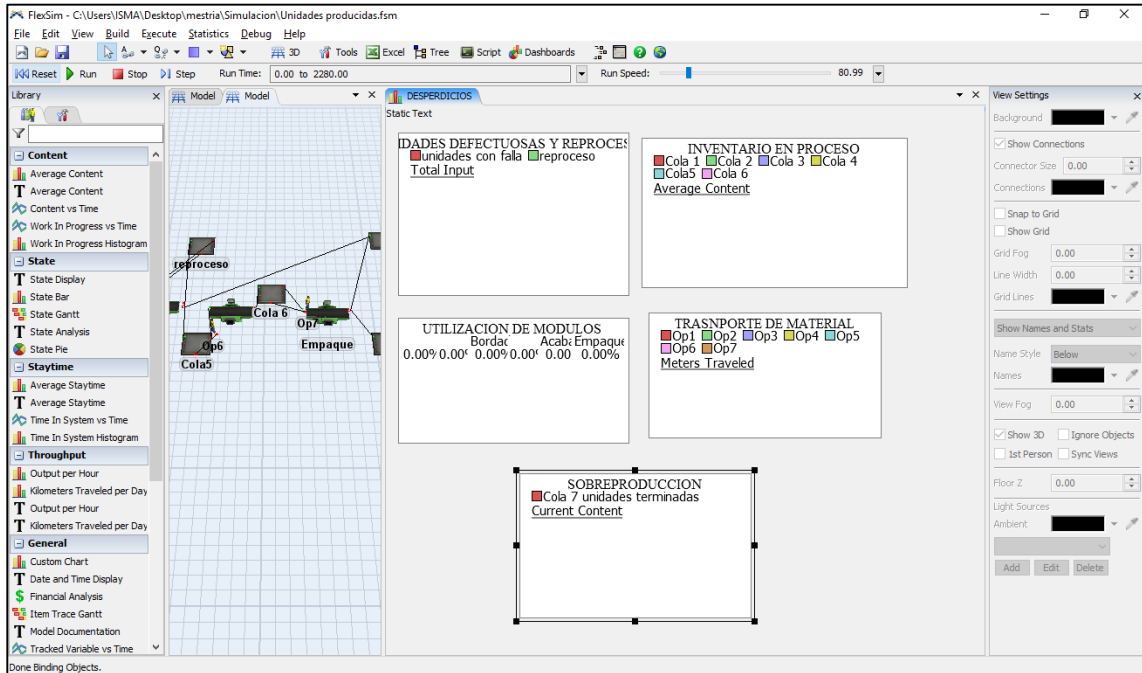 FlexSim - C:\Users\ISMA\Desktop\mestria\Simulacion\Unidades producidas.fsm
File Edit View Build Execute Statistics Debug Help
3D Tools Excel Tree Script Dashboards
Reset Run Stop Step Run Time: 0.00 to 2280.00 Run Speed: 80.99
Library
Content
Average Content
Average Content
Content vs Time
Work In Progress vs Time
Work In Progress Histogram
State
State Display
State Bar
State Gantt
State Analysis
State Pie
Staytime
Average Staytime
Average Staytime
Time In System vs Time
Time In System Histogram
Throughput
Output per Hour
Kilometers Traveled per Day
Output per Hour
Kilometers Traveled per Day
General
Custom Chart
Date and Time Display
Financial Analysis
Item Trace Gantt
Model Documentation
Tracked Variable vs Time
Model Model
reproceso
Cola 6
Op7
Op6
Empaque
Cola5
DESPERDICIOS
Static Text
IDADES DEFECTUOSAS Y REPROCES
unidades con falla reproceso
Total Input
INVENTARIO EN PROCESO
Cola 1 Cola 2 Cola 3 Cola 4
Cola5 Cola 6
Average Content
UTILIZACION DE MODULOS
Bordac Acaba Empaque
0.00% 0.00% 0.00% 0.00% 0.00 0.00%
TRASNPORTE DE MATERIAL
Op1 Op2 Op3 Op4 Op5
Op6 Op7
Meters Traveled
SOBREPRODUCCION
Cola 7 unidades terminadas
Current Content
View Settings
Background
Show Connections
Connector Size 0.00
Connections
Snap to Grid
Show Grid
Grid Fog 0.00
Line Width 0.00
Grid Lines
Show Names and Stats
Name Style Below
Names
View Fog 0.00
Show 3D Ignore Objects
1st Person Sync Views
Floor Z 0.00
Light Sources
Ambient
Add Edit Delete
Done Binding Objects.